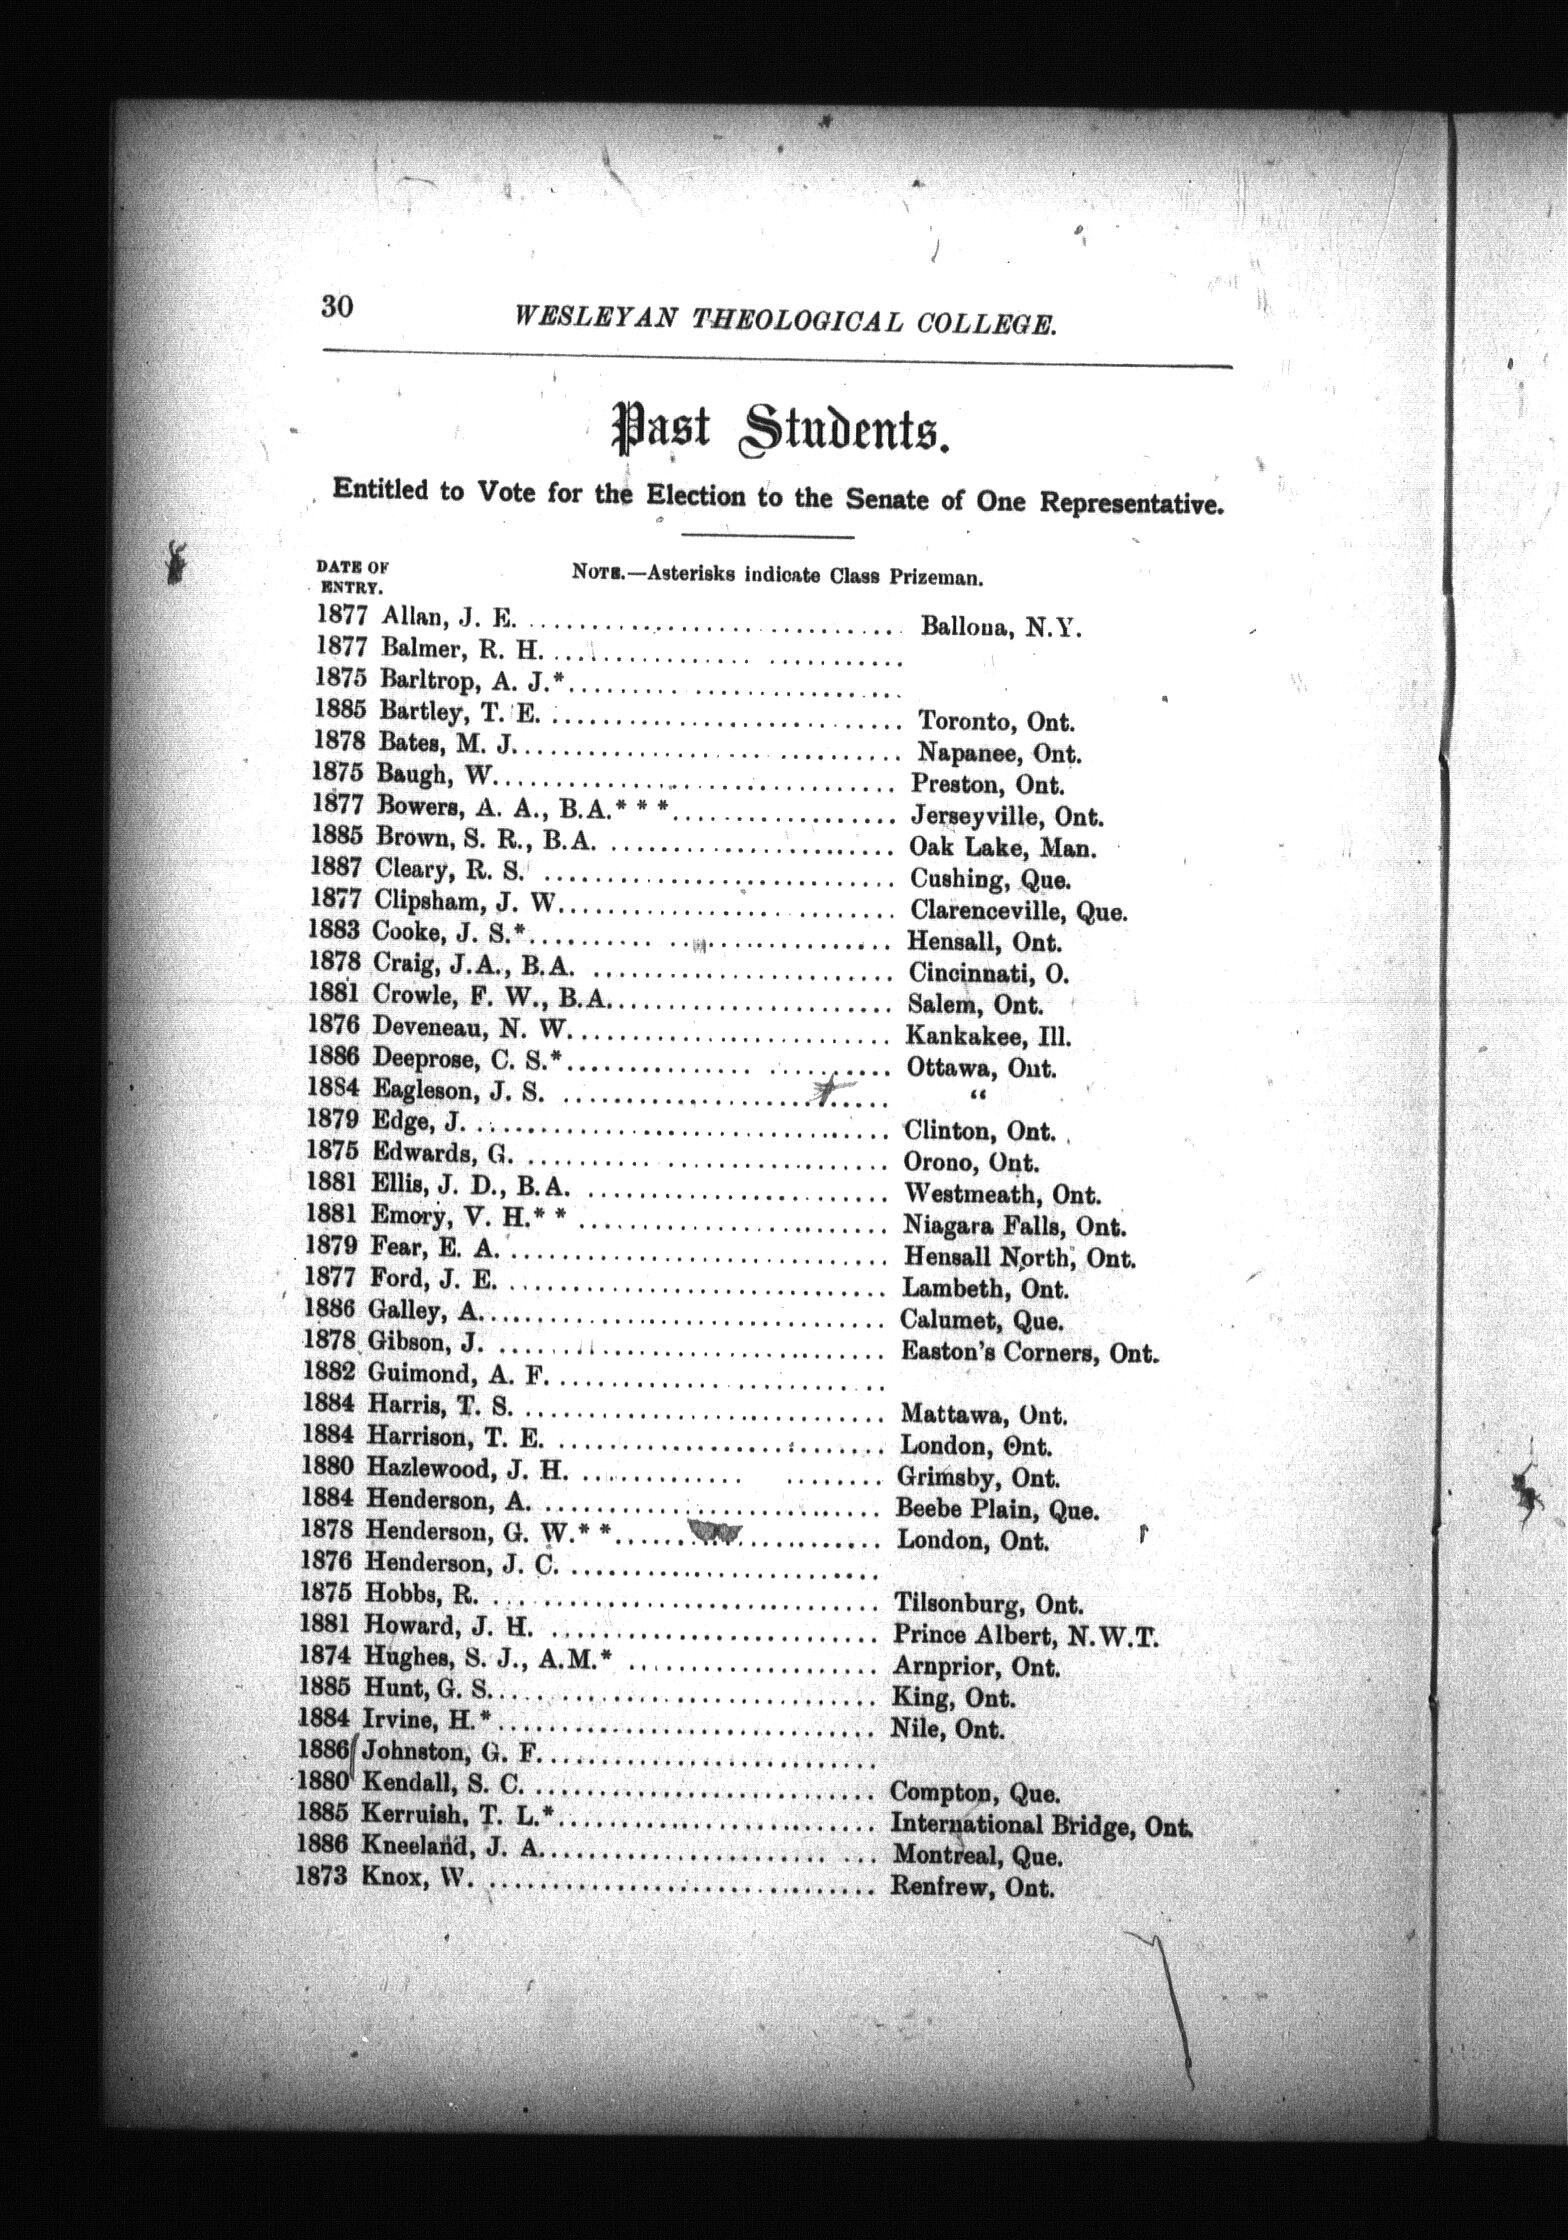 30 WESLEYAN THEOLOGICAL COLLEGE.
Past Students.
Entitled to Vote for the Election to the Senate of One Representative.
DATE OF ENTRY.
NOTE.—Asterisks indicate Class Prizeman.
1877 Allan, J. E. .............................. Ballona, N.Y.
1877 Balmer, R. H. ..............................
1875 Barltrop, A. J.* ..............................
1885 Bartley, T. E. .............................. Toronto, Ont.
1878 Bates, M. J. .............................. Napanee, Ont.
1875 Baugh, W. .............................. Preston, Ont.
1877 Bowers, A. A., B.A.* * * .................. Jerseyville, Ont.
1885 Brown, S. R., B.A. ....................... Oak Lake, Man.
1887 Cleary, R. S. ............................ Cushing, Que.
1877 Clipsham, J. W. .......................... Clarenceville, Que.
1883 Cooke, J. S.* ............................ Hensall, Ont.
1878 Craig, J.A., B.A. ........................ Cincinnati, O.
1881 Crowle, F. W., B.A. ...................... Salem, Ont.
1876 Deveneau, N. W. .......................... Kankakee, Ill.
1886 Deeprose, C. S.* ......................... Ottawa, Ont.
1884 Eagleson, J. S. .......................... “
1879 Edge, J. ................................. Clinton, Ont.
1875 Edwards, G. .............................. Orono, Ont.
1881 Ellis, J. D., B.A. ....................... Westmeath, Ont.
1881 Emory, V. H.* * .......................... Niagara Falls, Ont.
1879 Fear, E. A. .............................. Hensall North, Ont.
1877 Ford, J. E. .............................. Lambeth, Ont.
1886 Galley, A. ............................... Calumet, Que.
1878 Gibson, J. ............................... Easton's Corners, Ont.
1882 Guimond, A. F. ...........................
1884 Harris, T. S. ............................ Mattawa, Ont.
1884 Harrison, T. E. .......................... London, Ont.
1880 Hazlewood, J. H. ......................... Grimsby, Ont.
1884 Henderson, A. ............................ Beebe Plain, Que.
1878 Henderson, G. W.* * ...................... London, Ont.
1876 Henderson, J. C. .........................
1875 Hobbs, R. ................................ Tilsonburg, Ont.
1881 Howard, J. H. ............................ Prince Albert, N.W.T.
1874 Hughes, S. J., A.M.* ..................... Arnprior, Ont.
1885 Hunt, G. S. .............................. King, Ont.
1884 Irvine, H.* .............................. Nile, Ont.
1886 Johnston, G. F. ..........................
1880 Kendall, S. C. ........................... Compton, Que.
1885 Kerruish, T. L.* ......................... International Bridge, Ont.
1886 Kneeland, J. A. .......................... Montreal, Que.
1873 Knox, W. ................................. Renfrew, Ont.